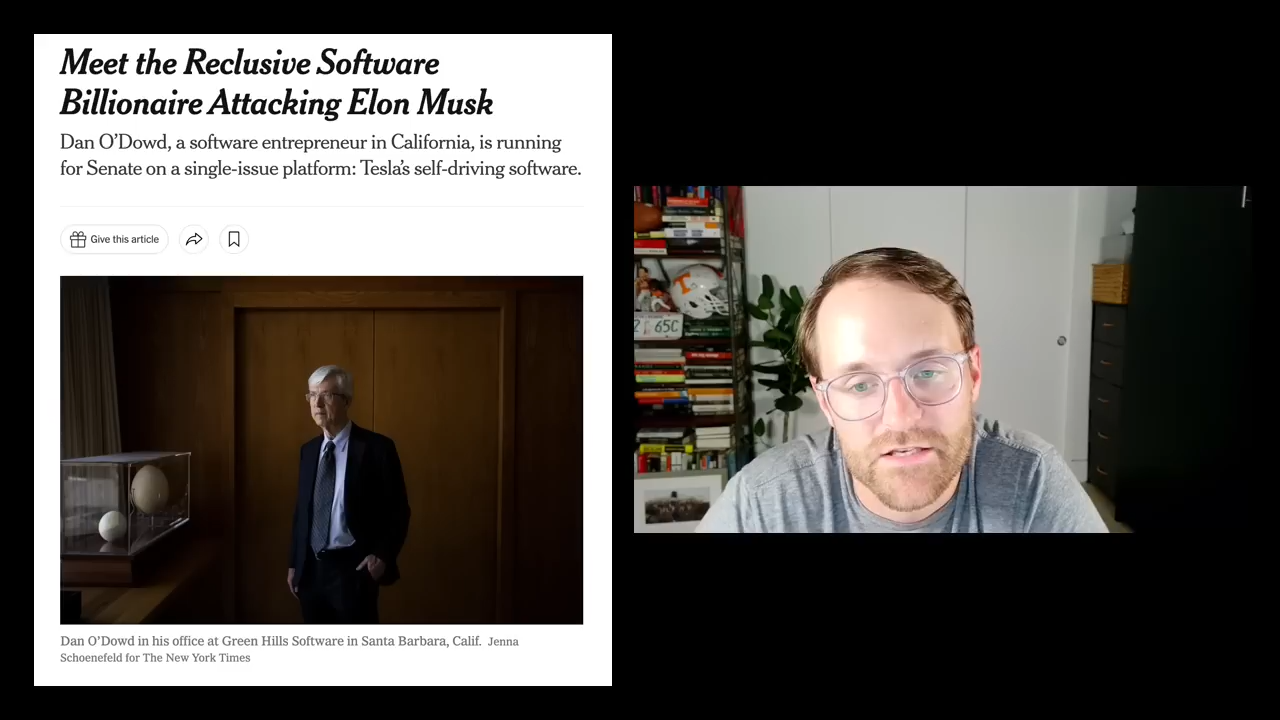 Meet the Reclusive Software
Billionaire Attacking Elon Musk
Dan O’Dowd, a software entrepreneur in California, is running
for Senate on a single-issue platform: Tesla’s self-driving software.
Give this article
Dan O’Dowd in his office at Green Hills Software in Santa Barbara, Calif. Jenna
Schoenefeld for The New York Times
65C